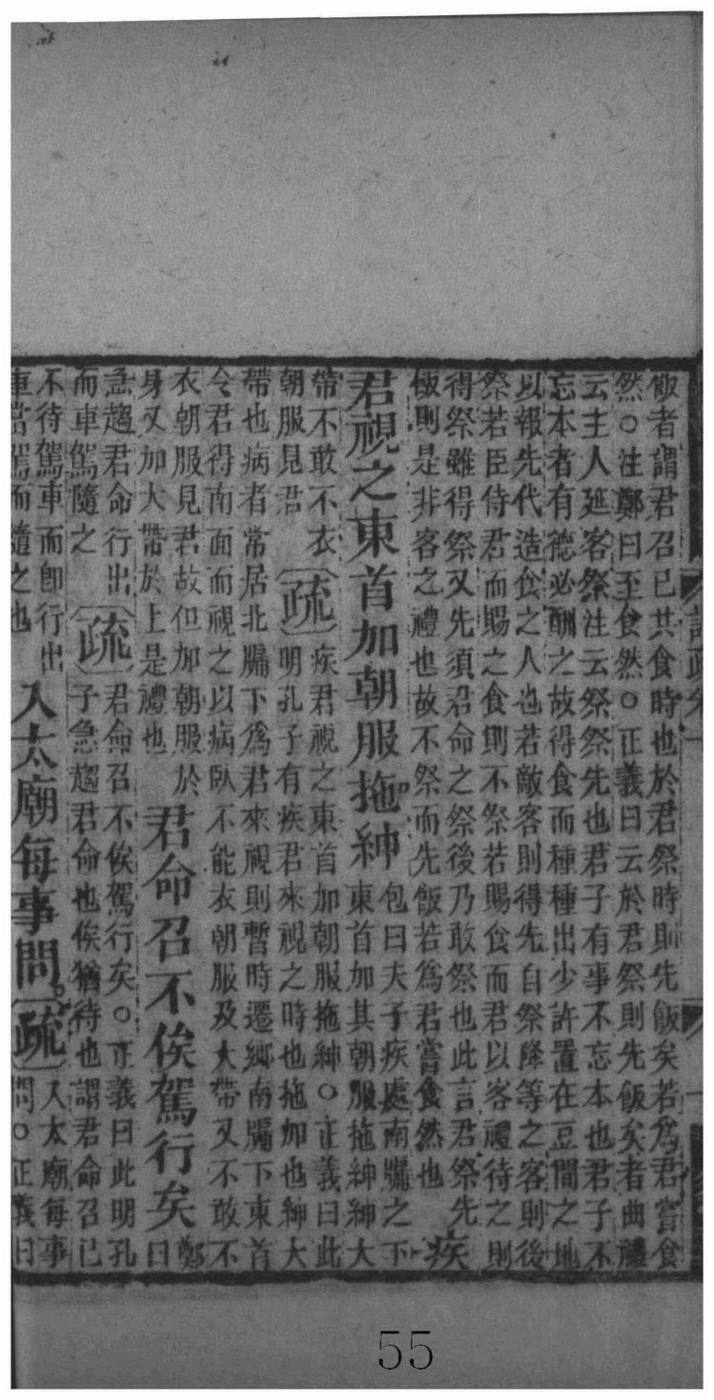 語疏
飯者謂君召已共食時也於君祭時則先飯矣若爲君嘗食
然○注鄭曰至食然○正義曰云於君祭則先飯矣者曲禮
云主人延客祭注云祭祭先也君子有事不忘本也君子不
忘本者有德必酬之故得食而種種出少許置在豆間之地
以報先代造食之人也若敵客則得先自祭降等之客則後
祭若臣侍君而賜之食則不祭若賜食而君以客禮待之則
得祭雖得祭又先須君命之祭後乃敢祭也此言君祭先
飯則是非客之禮也故不祭而先飯若爲君嘗食然也 疾
君視之東首加朝服拖紳
包曰夫子疾處南牖之下
東首加其朝服拖紳紳大
帶不敢不衣
朝服見君
疏
疾君視之東首加朝服拖紳○正義曰此
明孔子有疾君來視之時也拖加也紳大
帶也病者常居北牖下爲君來視則暫時遷鄉南牖下東首
令君得南面而視之以病臥不能衣朝服及大帶又不敢不
衣朝服見君故但加朝服於
身又加大帶於上是禮也
君命召不俟駕行矣
鄭
曰
急趨君命行出
而車駕隨之
疏
君命召不俟駕行矣○正義曰此明孔
子急趨君命也俟猶待也謂君命召已
不待駕車而即行出
車當駕而隨之也
入太廟每事問
疏
入太廟每事
問○正義曰
55